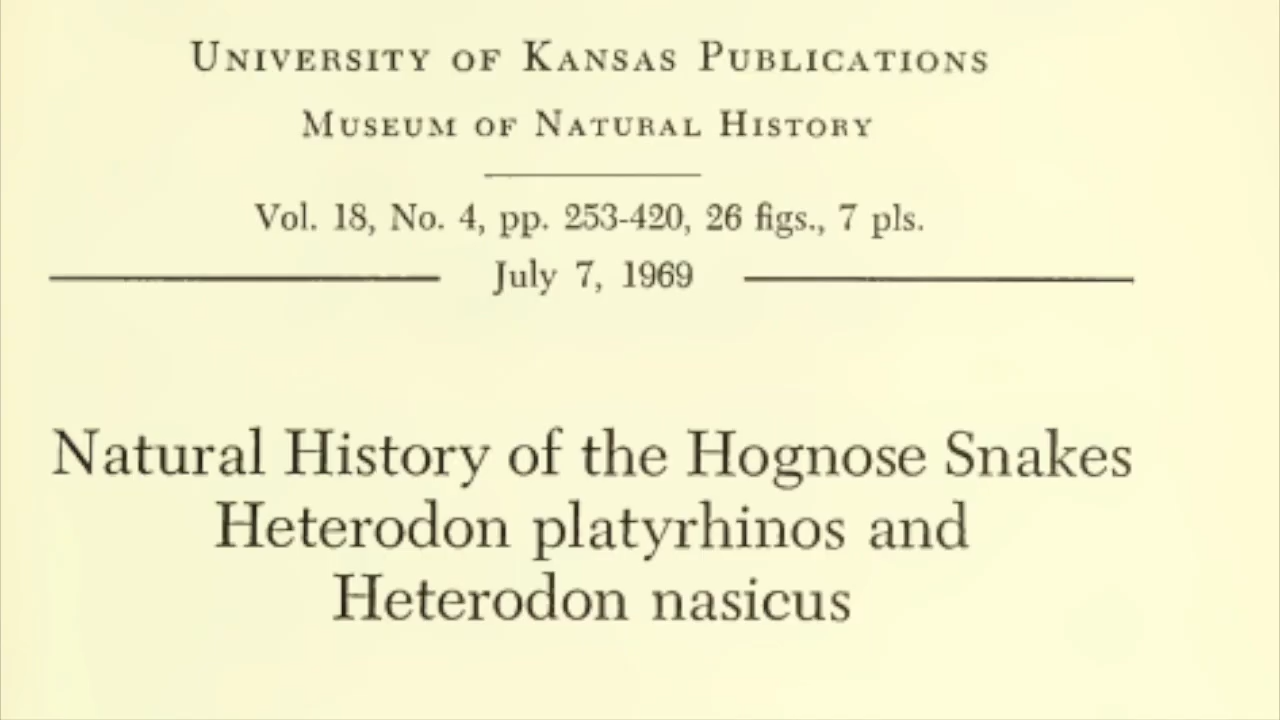 University of Kansas Publications
Museum of Natural History
Vol. 18, No. 4, pp. 253-420, 26 figs., 7 pls.
July 7, 1969
Natural History of the Hognose Snakes
Heterodon platyrhinos and
Heterodon nasicus